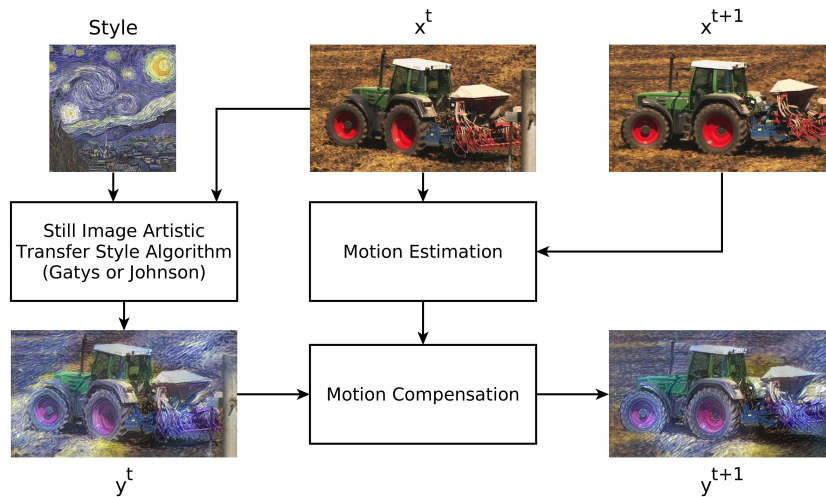 Style
x^t
x^{t+1}
Still Image Artistic
Transfer Style Algorithm
(Gatys or Johnson)
Motion Estimation
Motion Compensation
y^t
y^{t+1}